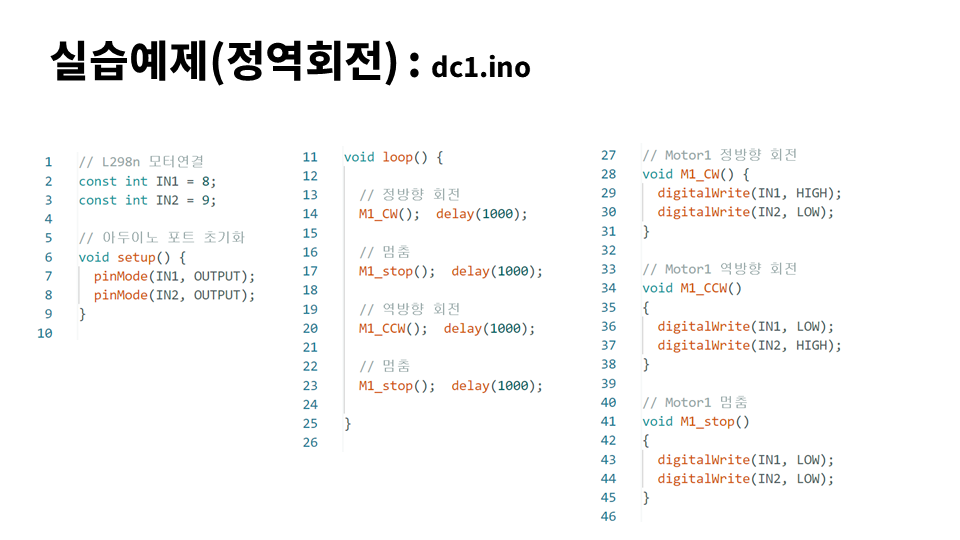 실습예제(정역회전) : dc1.ino
1 // L298n 모터연결
2 const int IN1 = 8;
3 const int IN2 = 9;
4
5 // 아두이노 포트 초기화
6 void setup() {
7   pinMode(IN1, OUTPUT);
8   pinMode(IN2, OUTPUT);
9 }
10
11 void loop() {
12
13   // 정방향 회전
14   M1_CW();  delay(1000);
15
16   // 멈춤
17   M1_stop();  delay(1000);
18
19   // 역방향 회전
20   M1_CCW();  delay(1000);
21
22   // 멈춤
23   M1_stop();  delay(1000);
24
25 }
26
27 // Motor1 정방향 회전
28 void M1_CW() {
29   digitalWrite(IN1, HIGH);
30   digitalWrite(IN2, LOW);
31 }
32
33 // Motor1 역방향 회전
34 void M1_CCW()
35 {
36   digitalWrite(IN1, LOW);
37   digitalWrite(IN2, HIGH);
38 }
39
40 // Motor1 멈춤
41 void M1_stop()
42 {
43   digitalWrite(IN1, LOW);
44   digitalWrite(IN2, LOW);
45 }
46